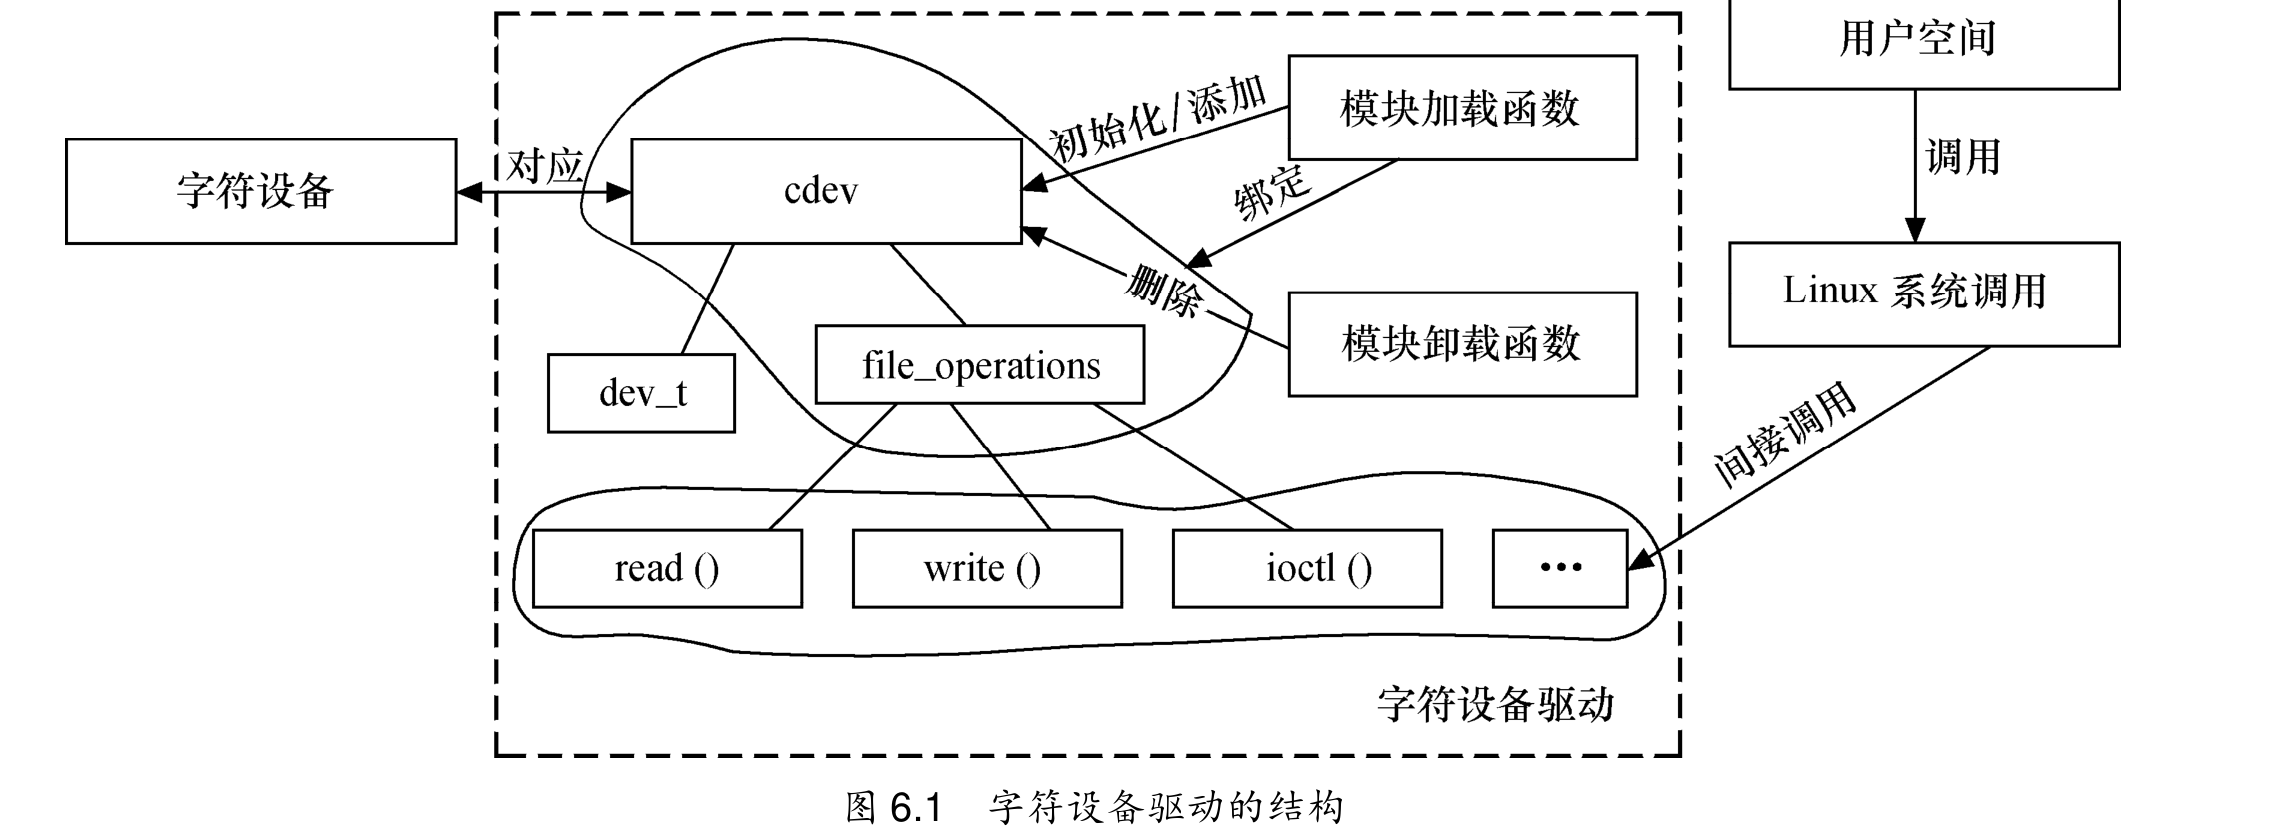 用户空间
初始化/添加
模块加载函数
调用
字符设备
对应
cdev
绑定
删除
Linux 系统调用
模块卸载函数
file_operations
dev_t
间接调用
read ()
write ()
ioctl ()
•••
字符设备驱动
图 6.1 字符设备驱动的结构